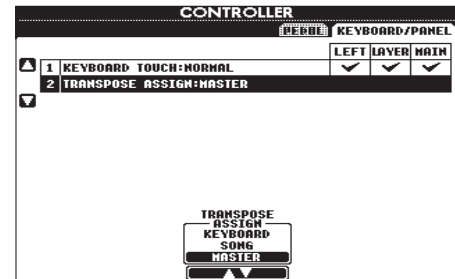 CONTROLLER
PEDAL KEYBOARD/PANEL
LEFT LAYER MAIN
1 KEYBOARD TOUCH:NORMAL
2 TRANSPOSE ASSIGN:MASTER
TRANSPOSE
ASSIGN
KEYBOARD
SONG
MASTER